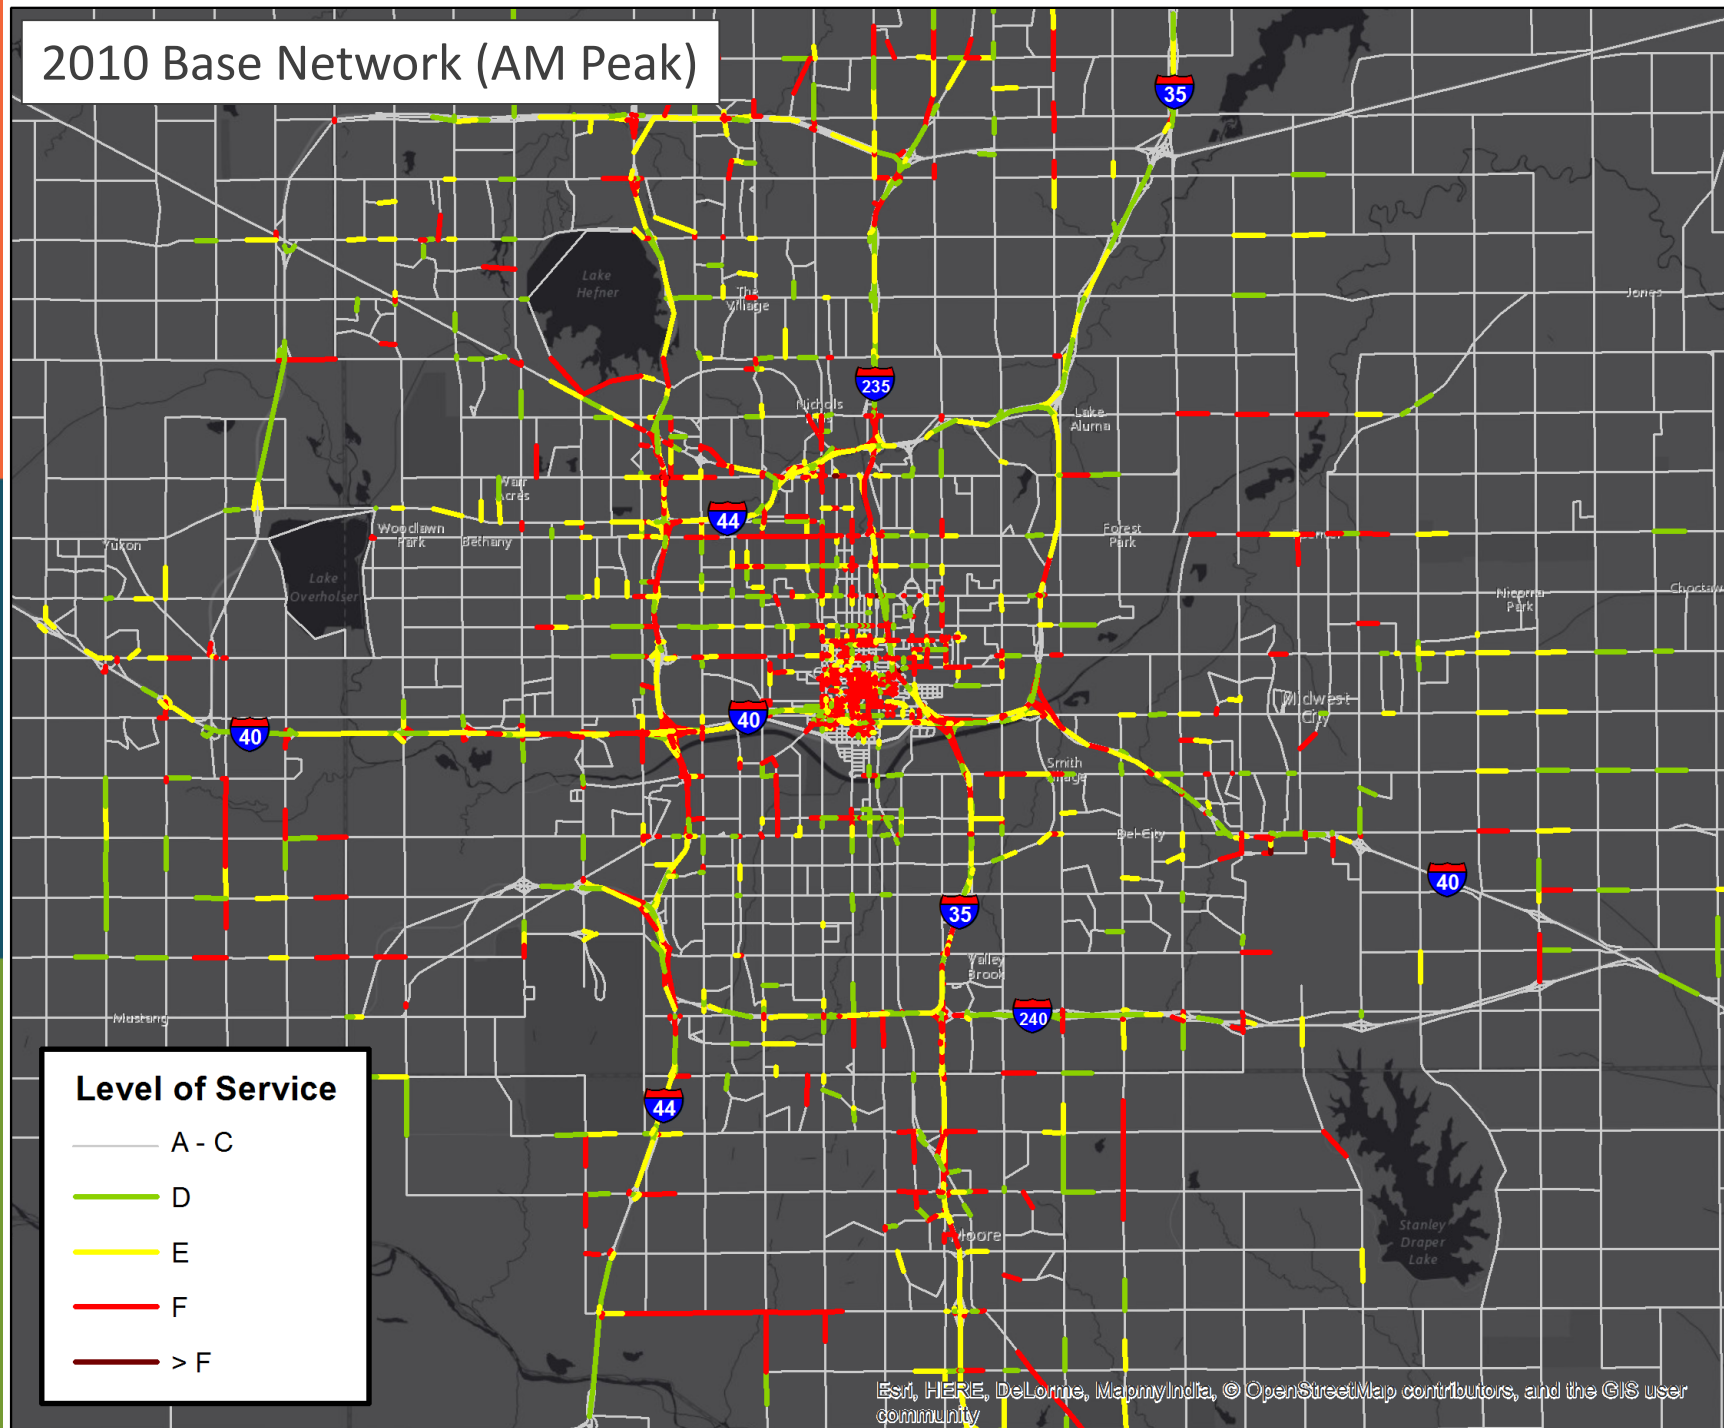 2010 Base Network (AM Peak)
35
Lake
Hefner
The
Village
Jones
235
Nichols
Lake
Aluma
Warr
Acres
44
Woodlawn
Park
Bethany
Forest
Park
Yukon
Lake
Overholser
Nicoma
Park
Choctaw
40
40
Midwest
City
Smith
Village
Del City
40
35
Valley
Brook
Mustang
240
44
Level of Service
A - C
D
E
F
> F
Moore
Stanley
Draper
Lake
Esri, HERE, DeLorme, MapmyIndia, © OpenStreetMap contributors, and the GIS user
community